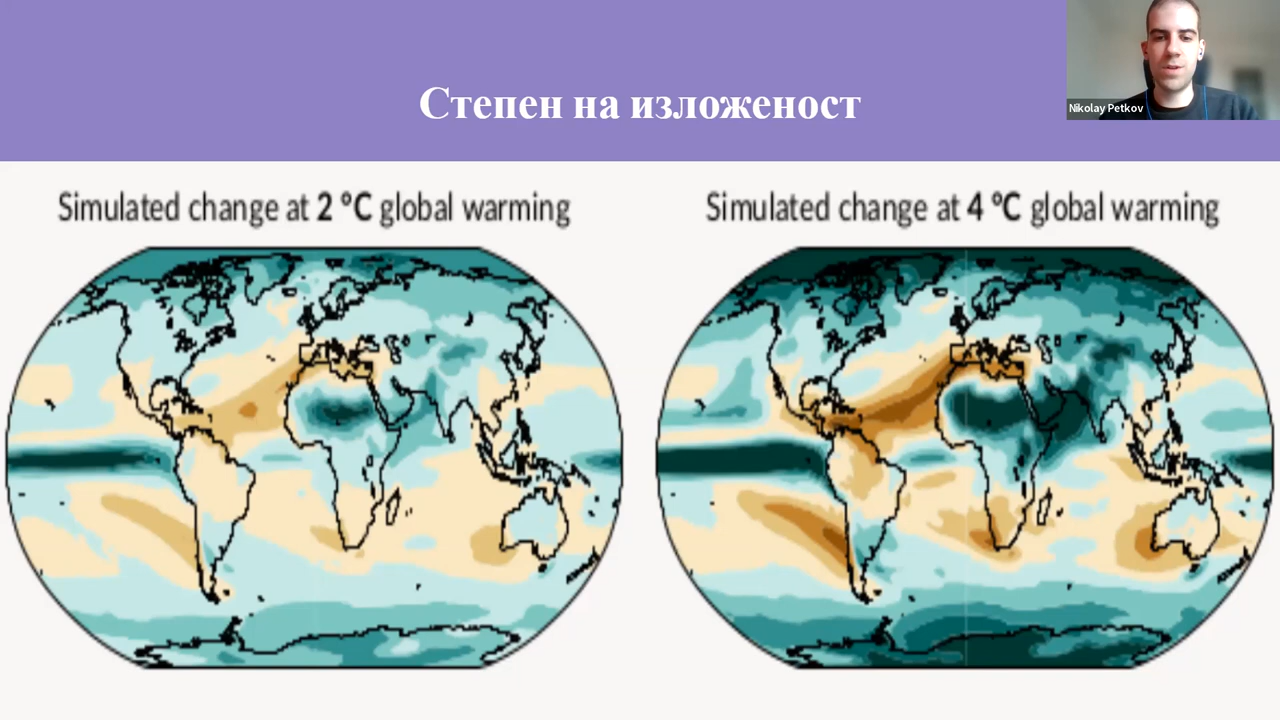 Степен на изложеност
Nikolay Petkov
Simulated change at 2 °C global warming
Simulated change at 4 °C global warming